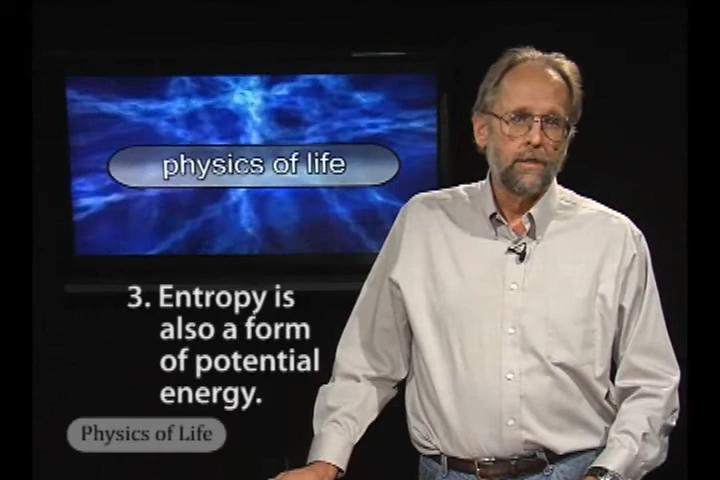 physics of life
3. Entropy is
also a form
of potential
energy.
Physics of Life